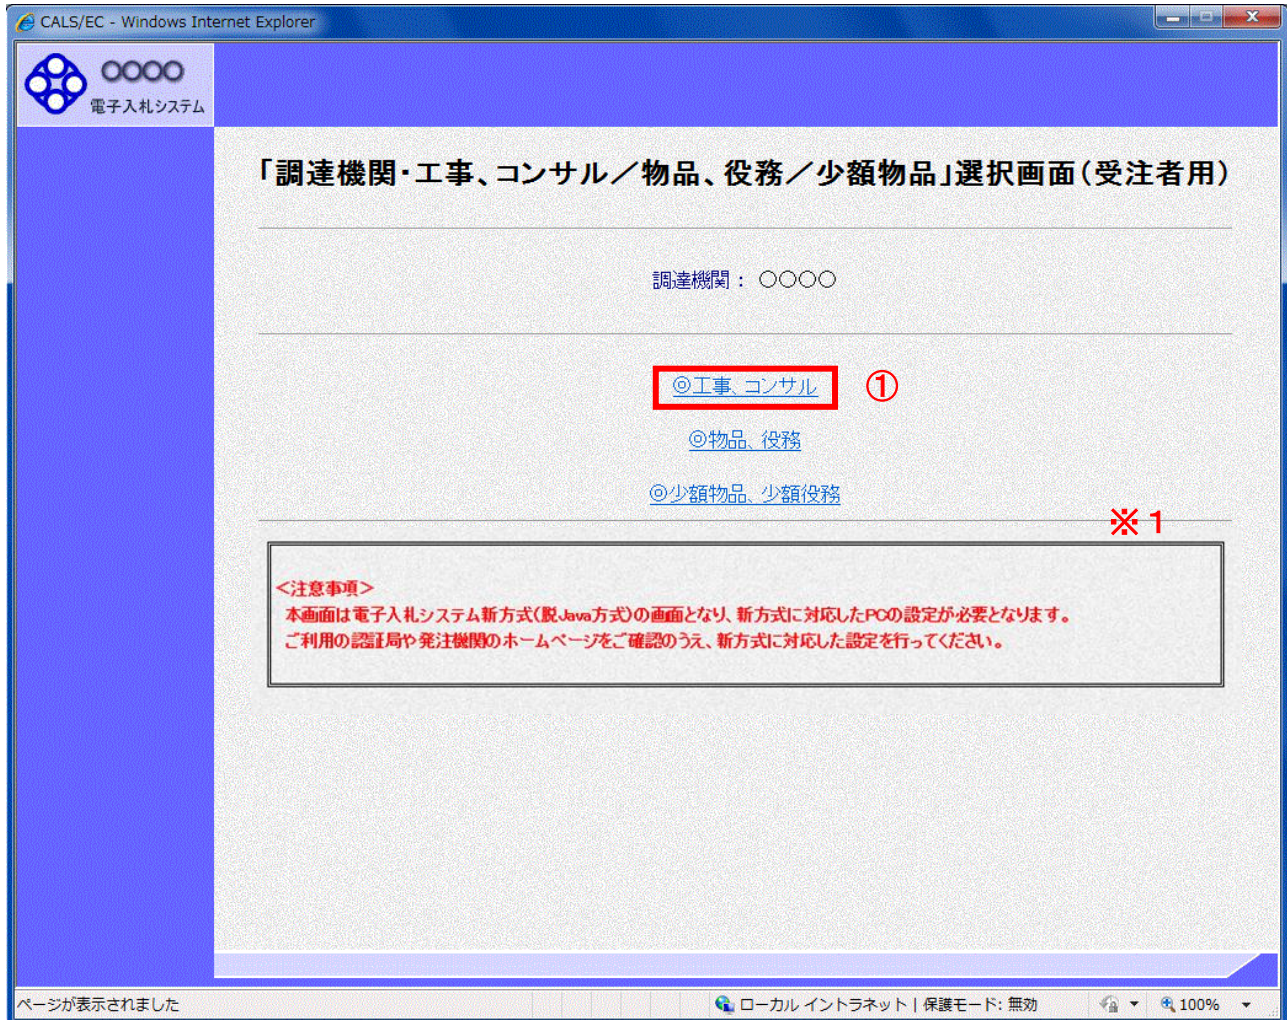 CALS/EC - Windows Internet Explorer
○○○○
電子入札システム
「調達機関・工事、コンサル／物品、役務／少額物品」選択画面（受注者用）
調達機関： ○○○○
◎工事、コンサル ①
◎物品、役務
◎少額物品、少額役務
※１
＜注意事項＞
本画面は電子入札システム新方式(脱Java方式)の画面となり、新方式に対応したPCの設定が必要となります。
ご利用の認証局や発注機関のホームページをご確認のうえ、新方式に対応した設定を行ってください。
ページが表示されました
ローカル イントラネット | 保護モード: 無効
100%